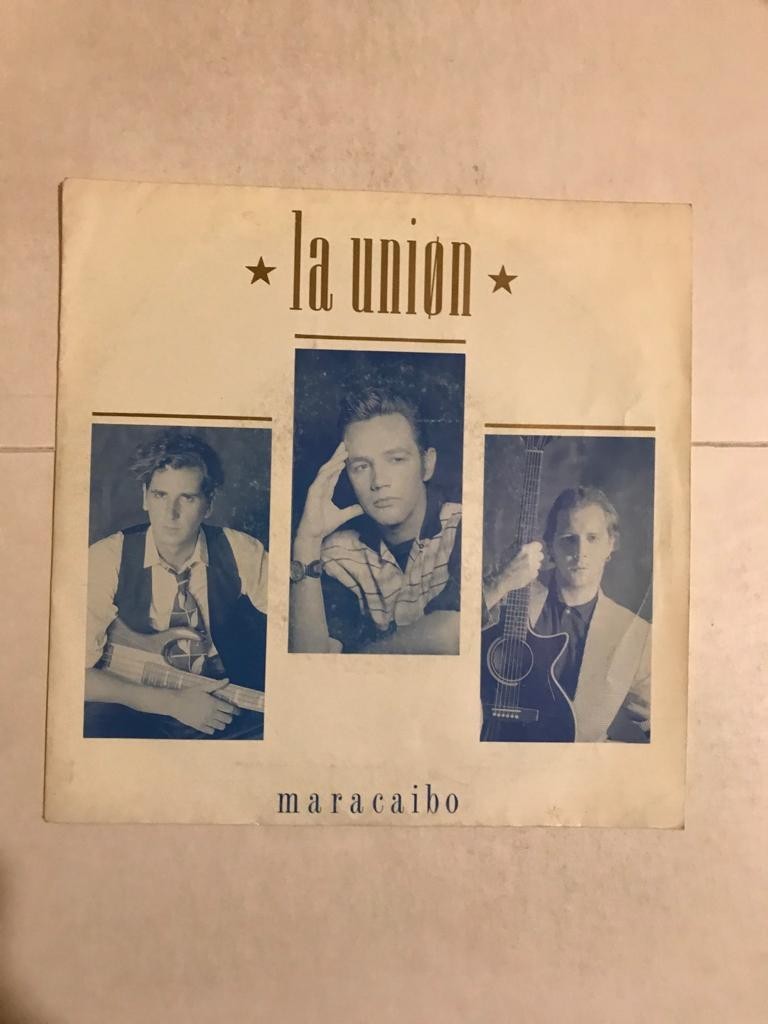 ★ la uniøn ★
maracaibo